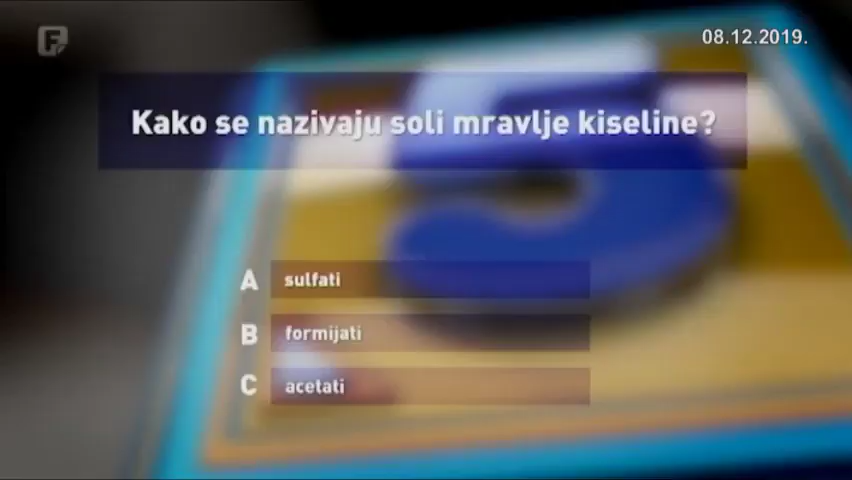 F
08.12.2019.
Kako se nazivaju soli mravlje kiseline?
A sulfati
B formijati
C acetati